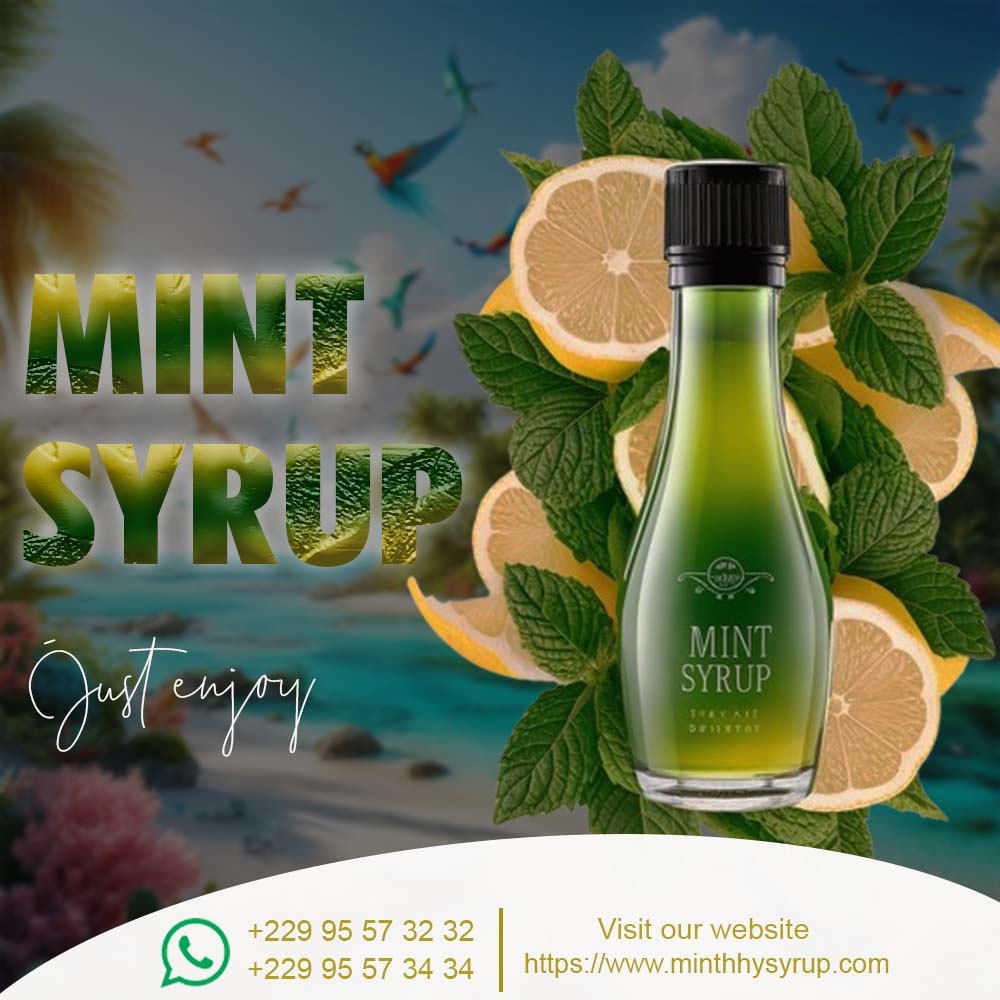 MINT
SYRUP
Just enjoy
MINT
SYRUP
+229 95 57 32 32
+229 95 57 34 34
Visit our website
https://www.minthhysyrup.com